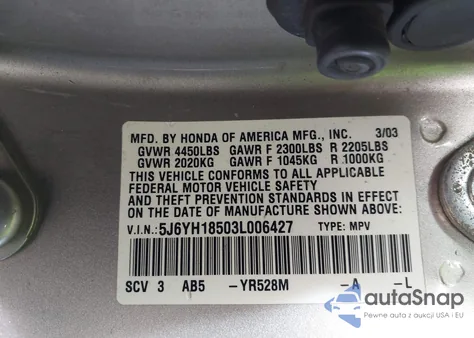 MFD. BY HONDA OF AMERICA MFG., INC. 3/03
GVWR 4450LBS GAWR F 2300LBS R 2205LBS
GVWR 2020KG GAWR F 1045KG R 1000KG
THIS VEHICLE CONFORMS TO ALL APPLICABLE
FEDERAL MOTOR VEHICLE SAFETY
AND THEFT PREVENTION STANDARDS IN EFFECT
ON THE DATE OF MANUFACTURE SHOWN ABOVE:
V.I.N.: 5J6YH18503L006427 TYPE: MPV
SCV 3 AB5 -YR528M -A -L
autoSnap
Pewne auta z aukcji USA i EU